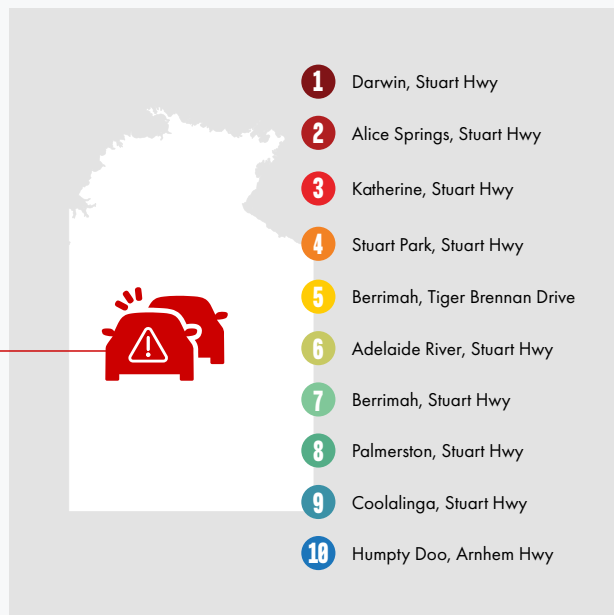 1 Darwin, Stuart Hwy
2 Alice Springs, Stuart Hwy
3 Katherine, Stuart Hwy
4 Stuart Park, Stuart Hwy
5 Berrimah, Tiger Brennan Drive
6 Adelaide River, Stuart Hwy
7 Berrimah, Stuart Hwy
8 Palmerston, Stuart Hwy
9 Coolalinga, Stuart Hwy
10 Humpty Doo, Arnhem Hwy